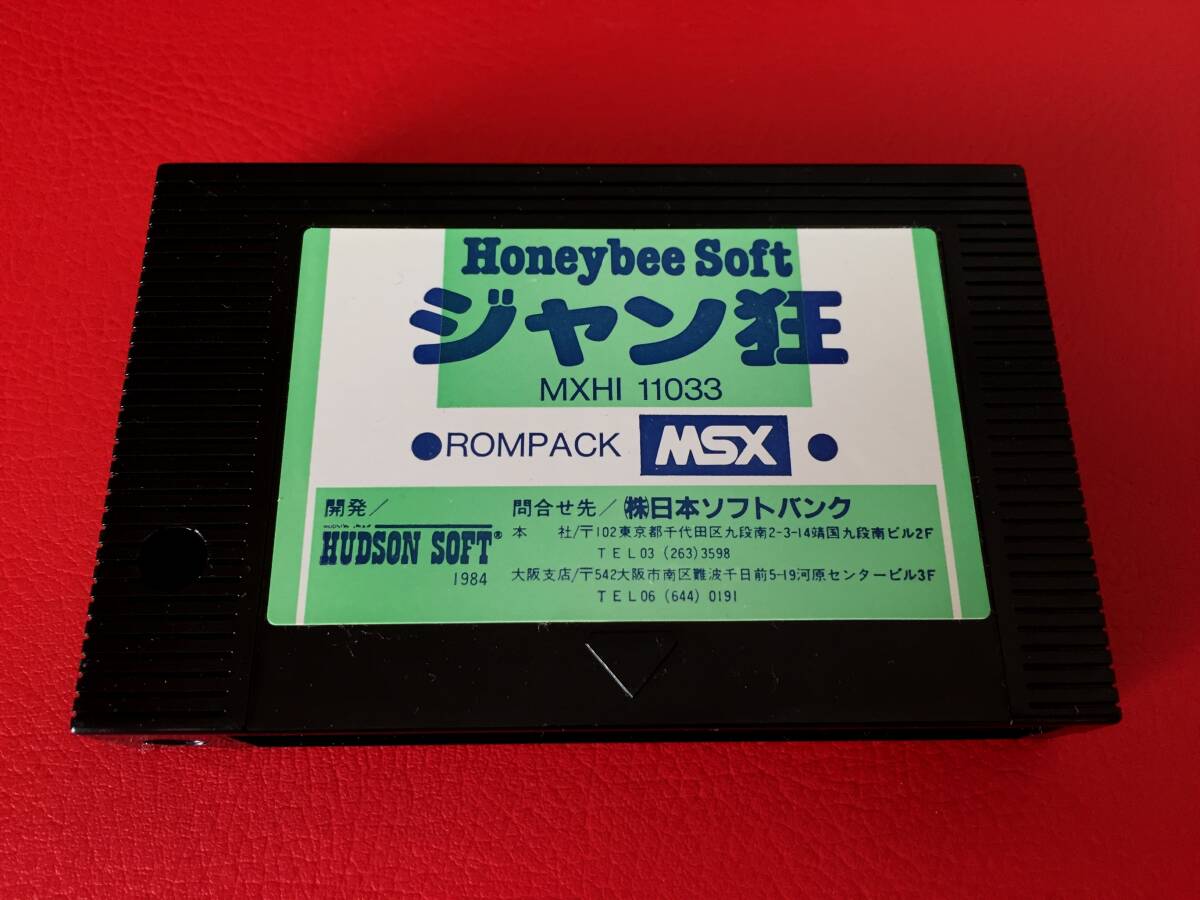 Honeybee Soft
ジャン狂
MXHI 11033
●ROMPACK MSX ●
開発/
HUDSON SOFT®
1984
問合せ先/㈱日本ソフトバンク
本 社/〒102東京都千代田区九段南2-3-14靖国九段南ビル2F
TEL03 (263)3598
大阪支店/〒542大阪市南区難波千日前5-19河原センタービル3F
TEL06 (644) 0191